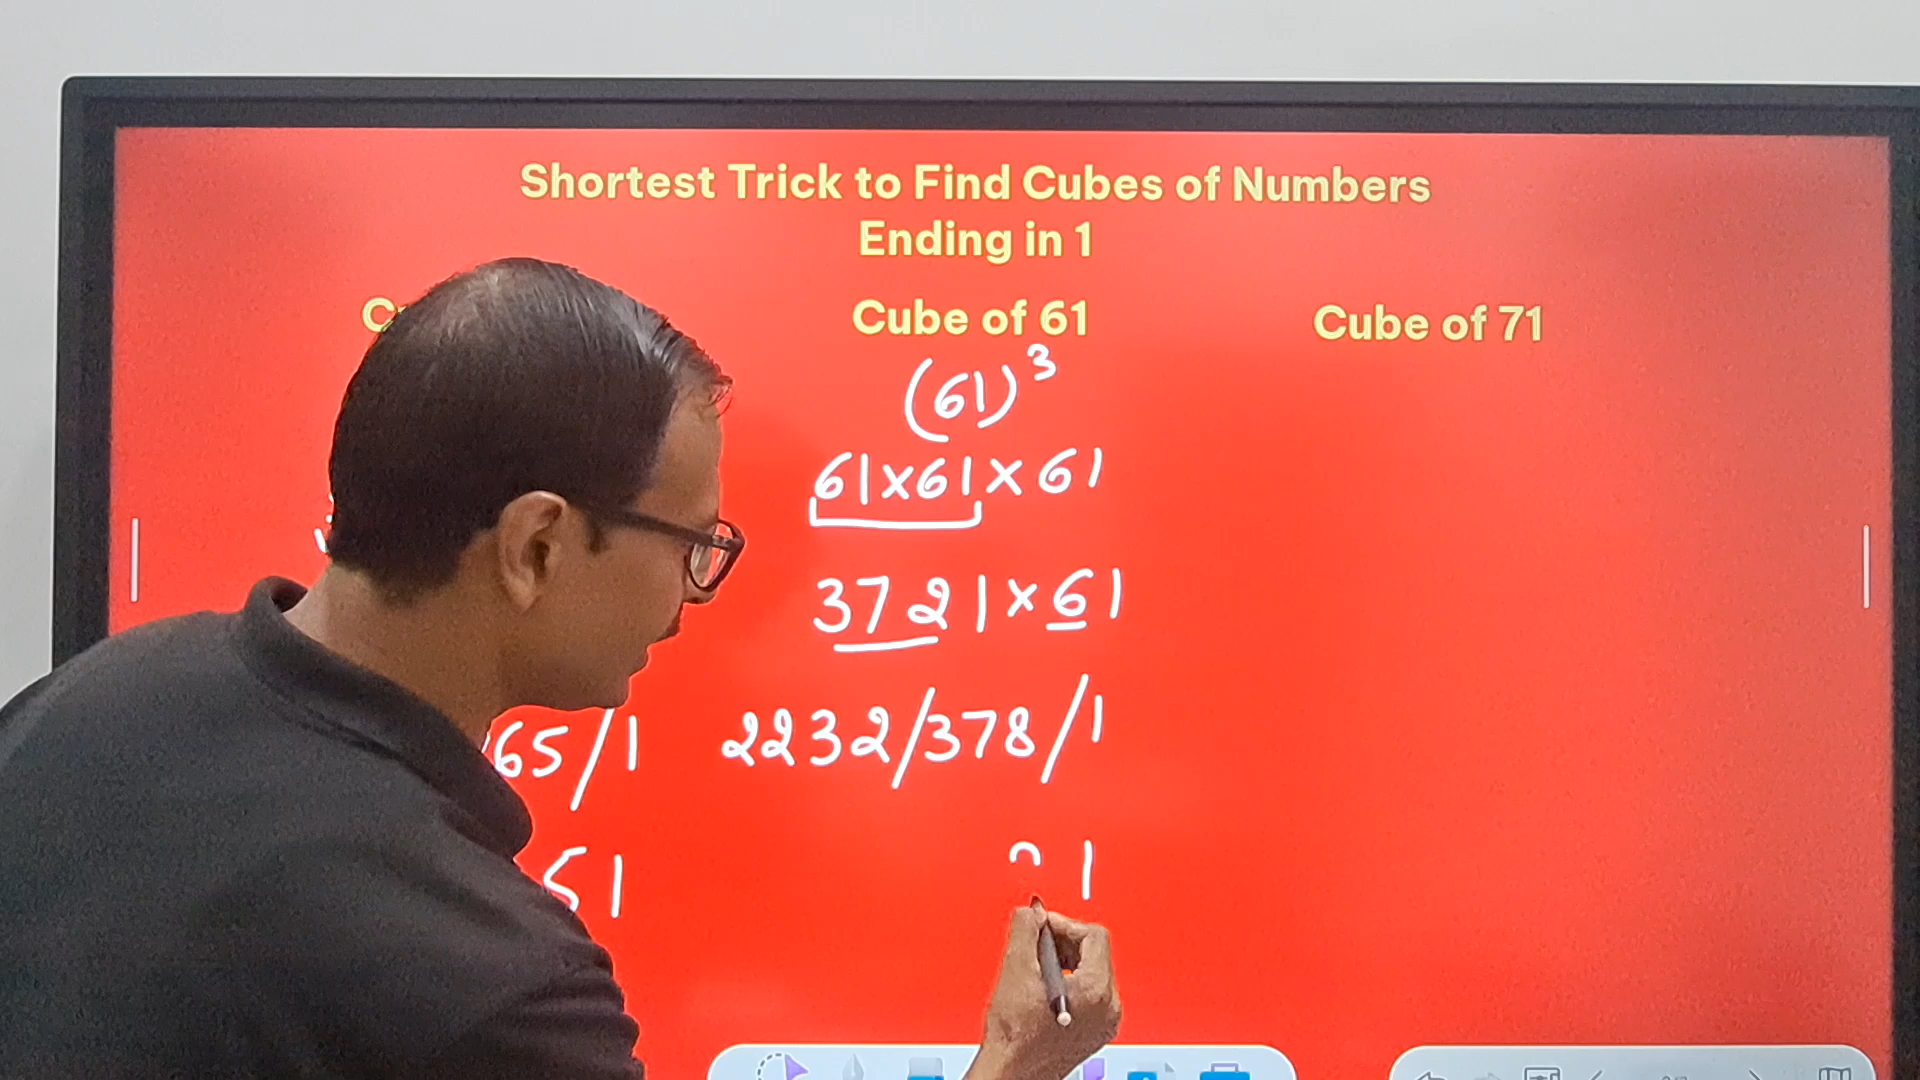 Shortest Trick to Find Cubes of Numbers
Ending in 1
Cube of 61
Cube of 71
(61)³
61×61×61
3721×61
65/1
2232/378/1
51
1